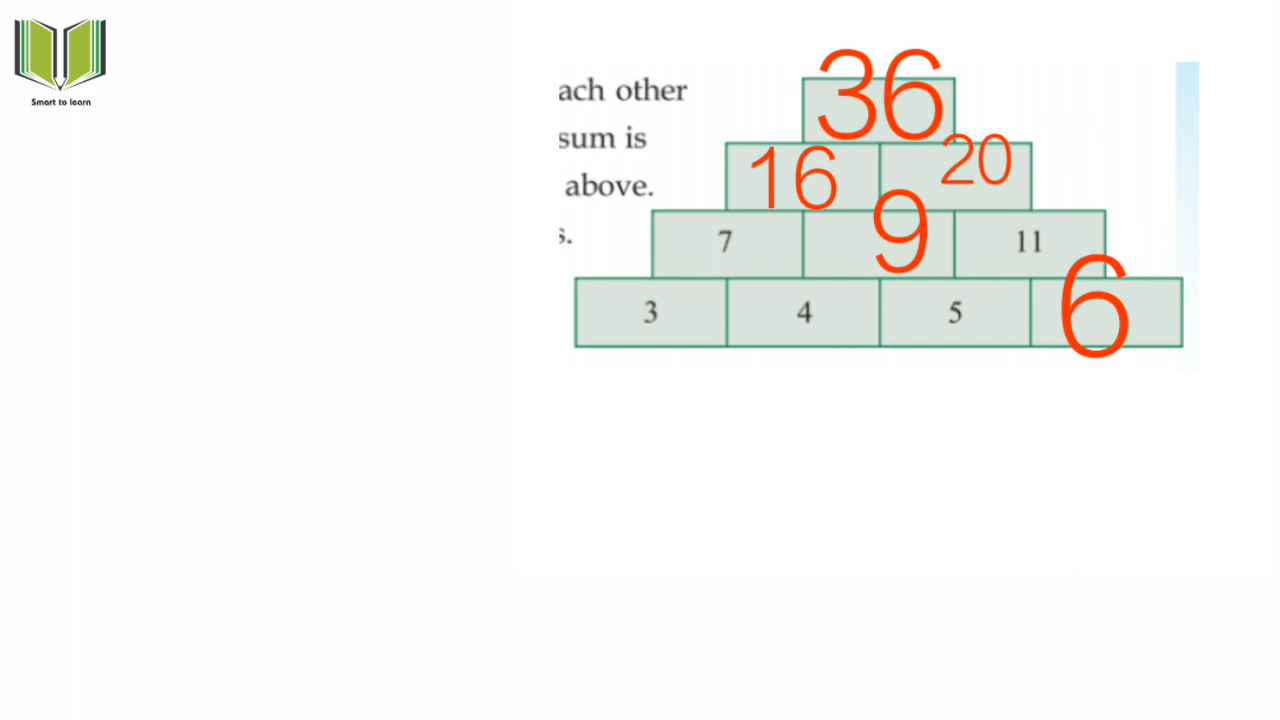 Smart to learn
ach other
sum is
above.
s.
36
16 20
7 9 11
3 4 5 6